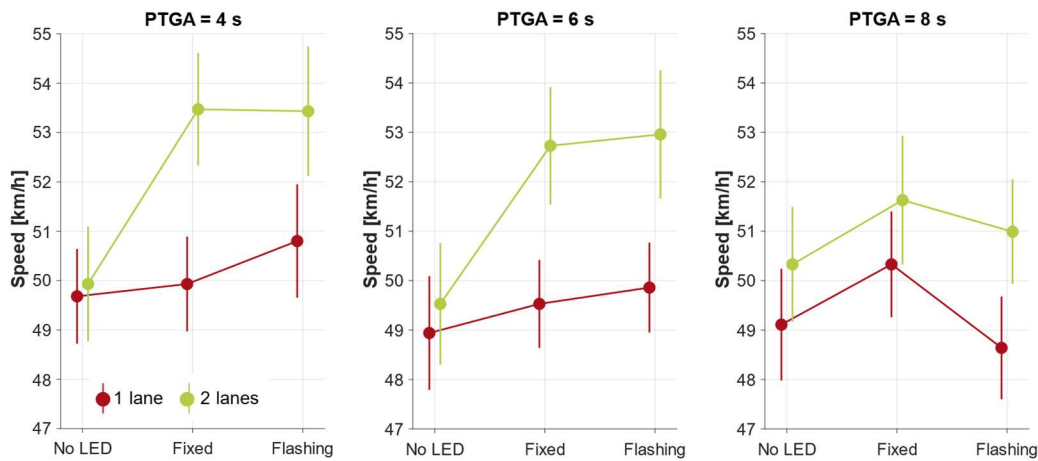 PTGA = 4 s
Speed [km/h]
55
54
53
52
51
50
49
48
47
1 lane
2 lanes
No LED
Fixed
Flashing
PTGA = 6 s
Speed [km/h]
55
54
53
52
51
50
49
48
47
No LED
Fixed
Flashing
PTGA = 8 s
Speed [km/h]
55
54
53
52
51
50
49
48
47
No LED
Fixed
Flashing